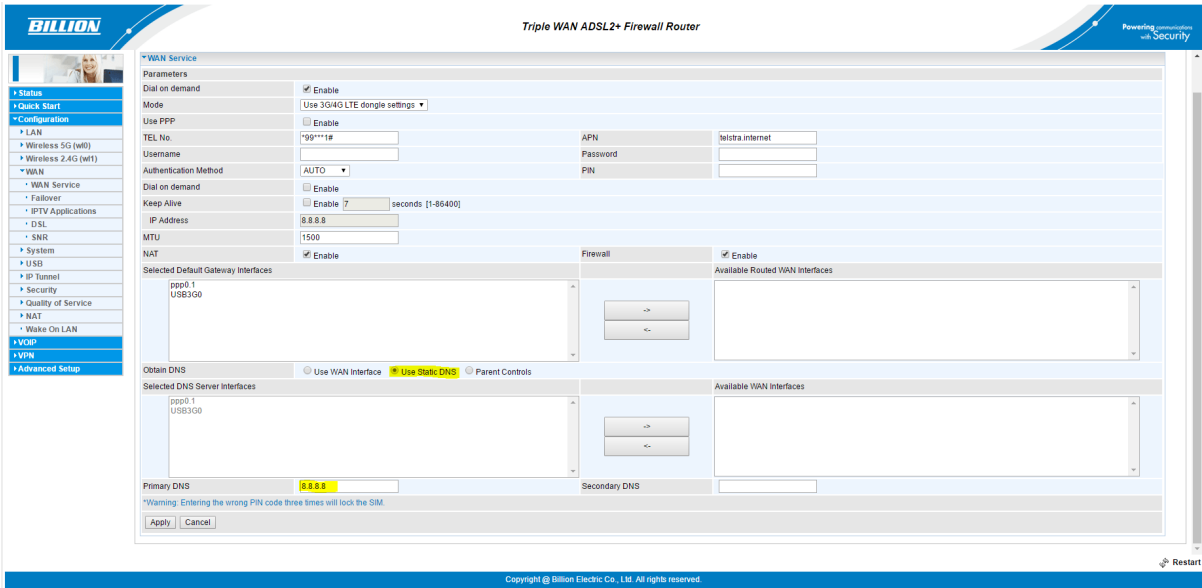 BILLION
Triple WAN ADSL2+ Firewall Router
Powering communications
with Security
Status
Quick Start
Configuration
LAN
Wireless 5G (wl0)
Wireless 2.4G (wl1)
WAN
WAN Service
Failover
IPTV Applications
DSL
SNR
System
USB
IP Tunnel
Security
Quality of Service
NAT
Wake On LAN
VOIP
VPN
Advanced Setup
WAN Service
Parameters
Dial on demand Enable
Mode Use 3G/4G LTE dongle settings
Use PPP Enable
TEL No. *99***1# APN telstra.internet
Username Password
Authentication Method AUTO PIN
Dial on demand Enable
Keep Alive Enable 7 seconds [1-86400]
IP Address 8.8.8.8
MTU 1500
NAT Enable Firewall Enable
Selected Default Gateway Interfaces Available Routed WAN Interfaces
ppp0.1
USB3G0
->
<-
Obtain DNS Use WAN Interface Use Static DNS Parent Controls
Selected DNS Server Interfaces Available WAN Interfaces
ppp0.1
USB3G0
->
<-
Primary DNS 8.8.8.8 Secondary DNS
*Warning: Entering the wrong PIN code three times will lock the SIM.
Apply Cancel
Restart
Copyright @ Billion Electric Co., Ltd. All rights reserved.